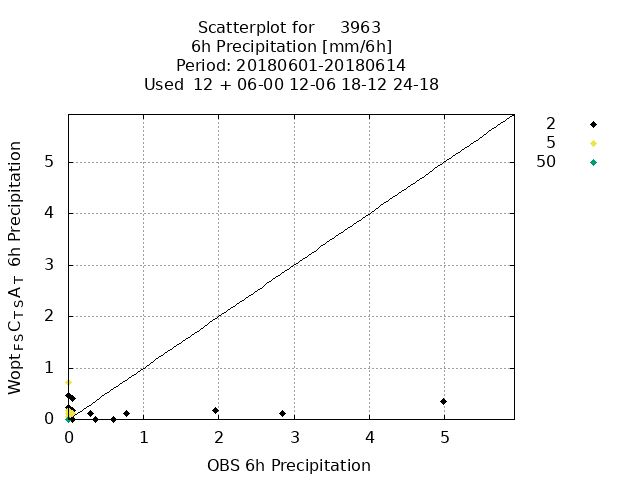 Scatterplot for 3963
6h Precipitation [mm/6h]
Period: 20180601-20180614
Used 12 + 06-00 12-06 18-12 24-18
2
5
50
5
4
3
2
1
0
0 1 2 3 4 5
OBS 6h Precipitation
Wopt FS C TS A T 6h Precipitation